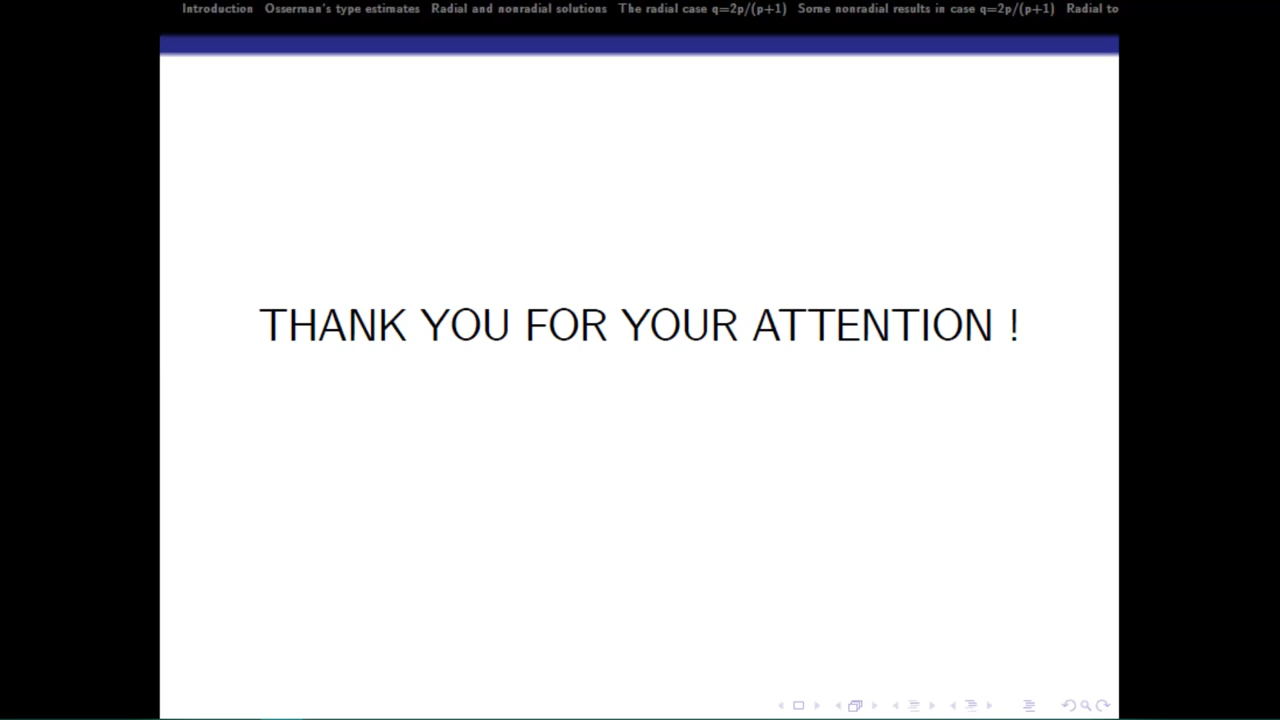 Introduction Osserman's type estimates Radial and nonradial solutions The radial case q=2p/(p+1) Some nonradial results in case q=2p/(p+1) Radial to
THANK YOU FOR YOUR ATTENTION !